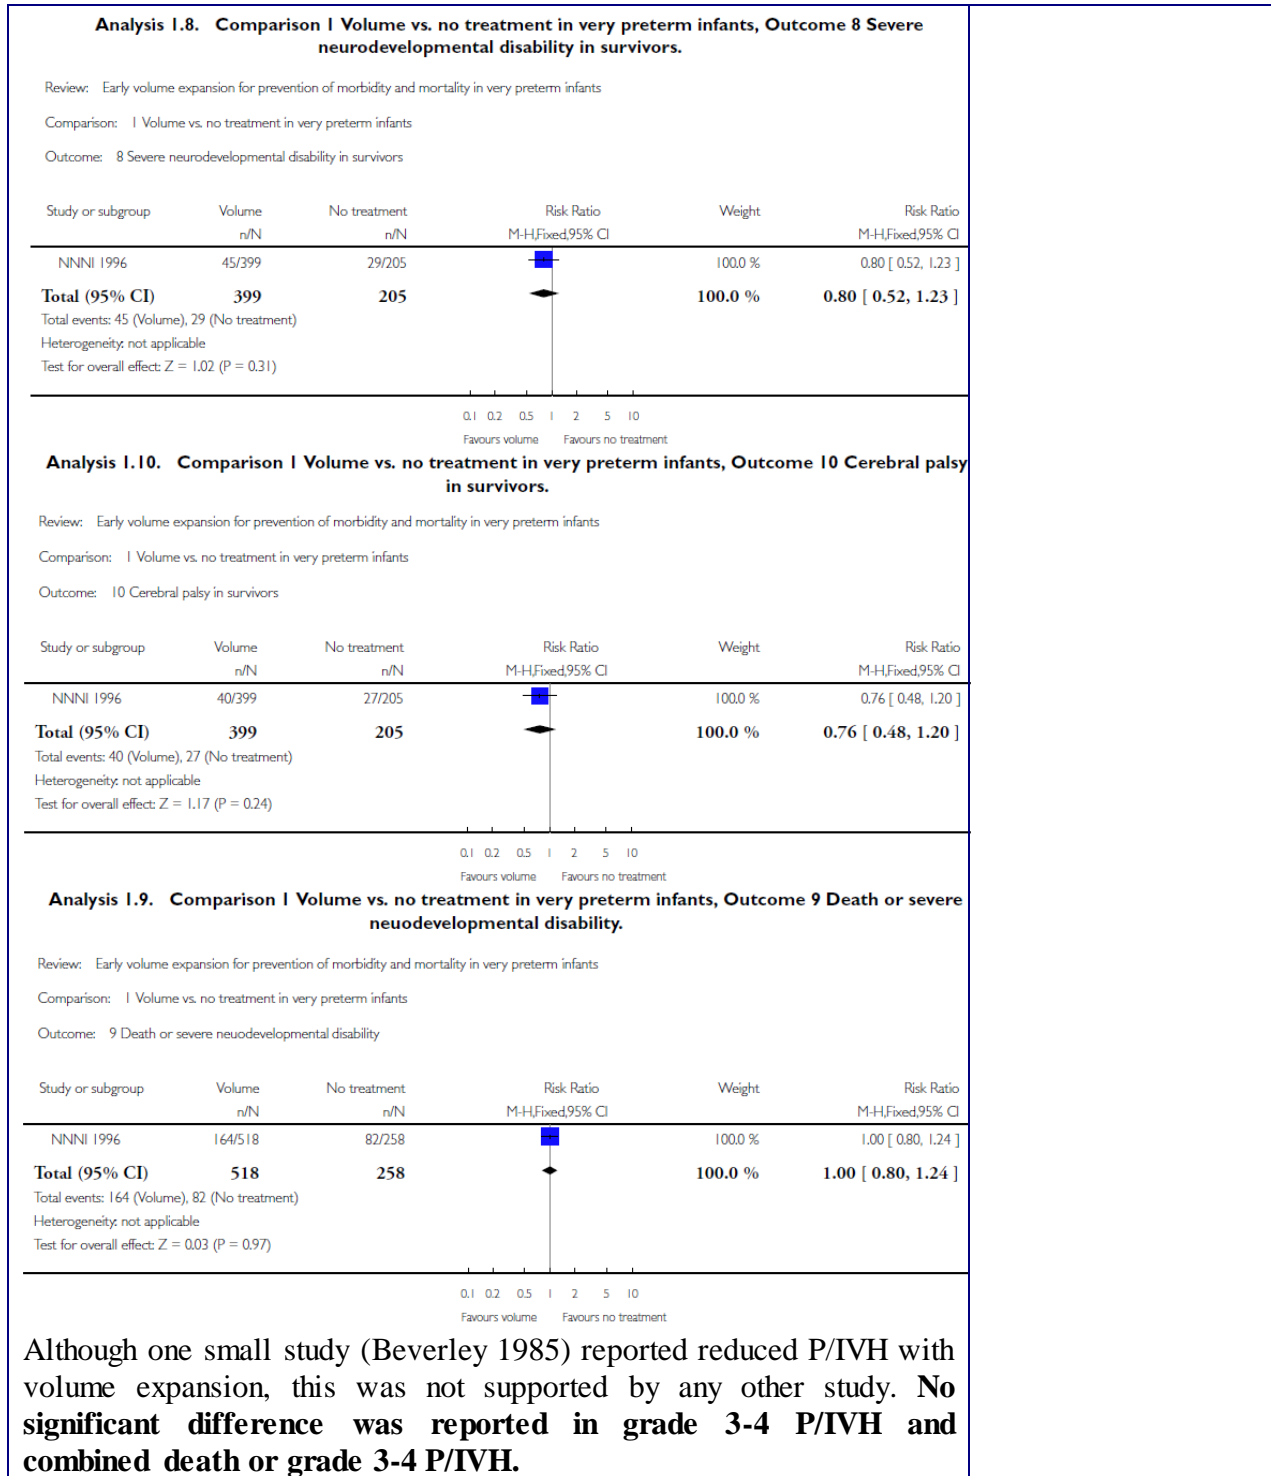 Analysis 1.8. Comparison 1 Volume vs. no treatment in very preterm infants, Outcome 8 Severe
neurodevelopmental disability in survivors.
Review: Early volume expansion for prevention of morbidity and mortality in very preterm infants
Comparison: 1 Volume vs. no treatment in very preterm infants
Outcome: 8 Severe neurodevelopmental disability in survivors
Study or subgroup Volume No treatment Risk Ratio Weight Risk Ratio
n/N n/N M-H,Fixed,95% CI M-H,Fixed,95% CI
NNNI 1996 45/399 29/205 100.0 % 0.80 [ 0.52, 1.23 ]
Total (95% CI) 399 205 100.0 % 0.80 [ 0.52, 1.23 ]
Total events: 45 (Volume), 29 (No treatment)
Heterogeneity: not applicable
Test for overall effect: Z = 1.02 (P = 0.31)
0.1 0.2 0.5 1 2 5 10
Favours volume Favours no treatment
Analysis 1.10. Comparison 1 Volume vs. no treatment in very preterm infants, Outcome 10 Cerebral palsy
in survivors.
Review: Early volume expansion for prevention of morbidity and mortality in very preterm infants
Comparison: 1 Volume vs. no treatment in very preterm infants
Outcome: 10 Cerebral palsy in survivors
Study or subgroup Volume No treatment Risk Ratio Weight Risk Ratio
n/N n/N M-H,Fixed,95% CI M-H,Fixed,95% CI
NNNI 1996 40/399 27/205 100.0 % 0.76 [ 0.48, 1.20 ]
Total (95% CI) 399 205 100.0 % 0.76 [ 0.48, 1.20 ]
Total events: 40 (Volume), 27 (No treatment)
Heterogeneity: not applicable
Test for overall effect: Z = 1.17 (P = 0.24)
0.1 0.2 0.5 1 2 5 10
Favours volume Favours no treatment
Analysis 1.9. Comparison 1 Volume vs. no treatment in very preterm infants, Outcome 9 Death or severe
neuodevelopmental disability.
Review: Early volume expansion for prevention of morbidity and mortality in very preterm infants
Comparison: 1 Volume vs. no treatment in very preterm infants
Outcome: 9 Death or severe neuodevelopmental disability
Study or subgroup Volume No treatment Risk Ratio Weight Risk Ratio
n/N n/N M-H,Fixed,95% CI M-H,Fixed,95% CI
NNNI 1996 164/518 82/258 100.0 % 1.00 [ 0.80, 1.24 ]
Total (95% CI) 518 258 100.0 % 1.00 [ 0.80, 1.24 ]
Total events: 164 (Volume), 82 (No treatment)
Heterogeneity: not applicable
Test for overall effect: Z = 0.03 (P = 0.97)
0.1 0.2 0.5 1 2 5 10
Favours volume Favours no treatment
Although one small study (Beverley 1985) reported reduced P/IVH with
volume expansion, this was not supported by any other study. No
significant difference was reported in grade 3-4 P/IVH and
combined death or grade 3-4 P/IVH.